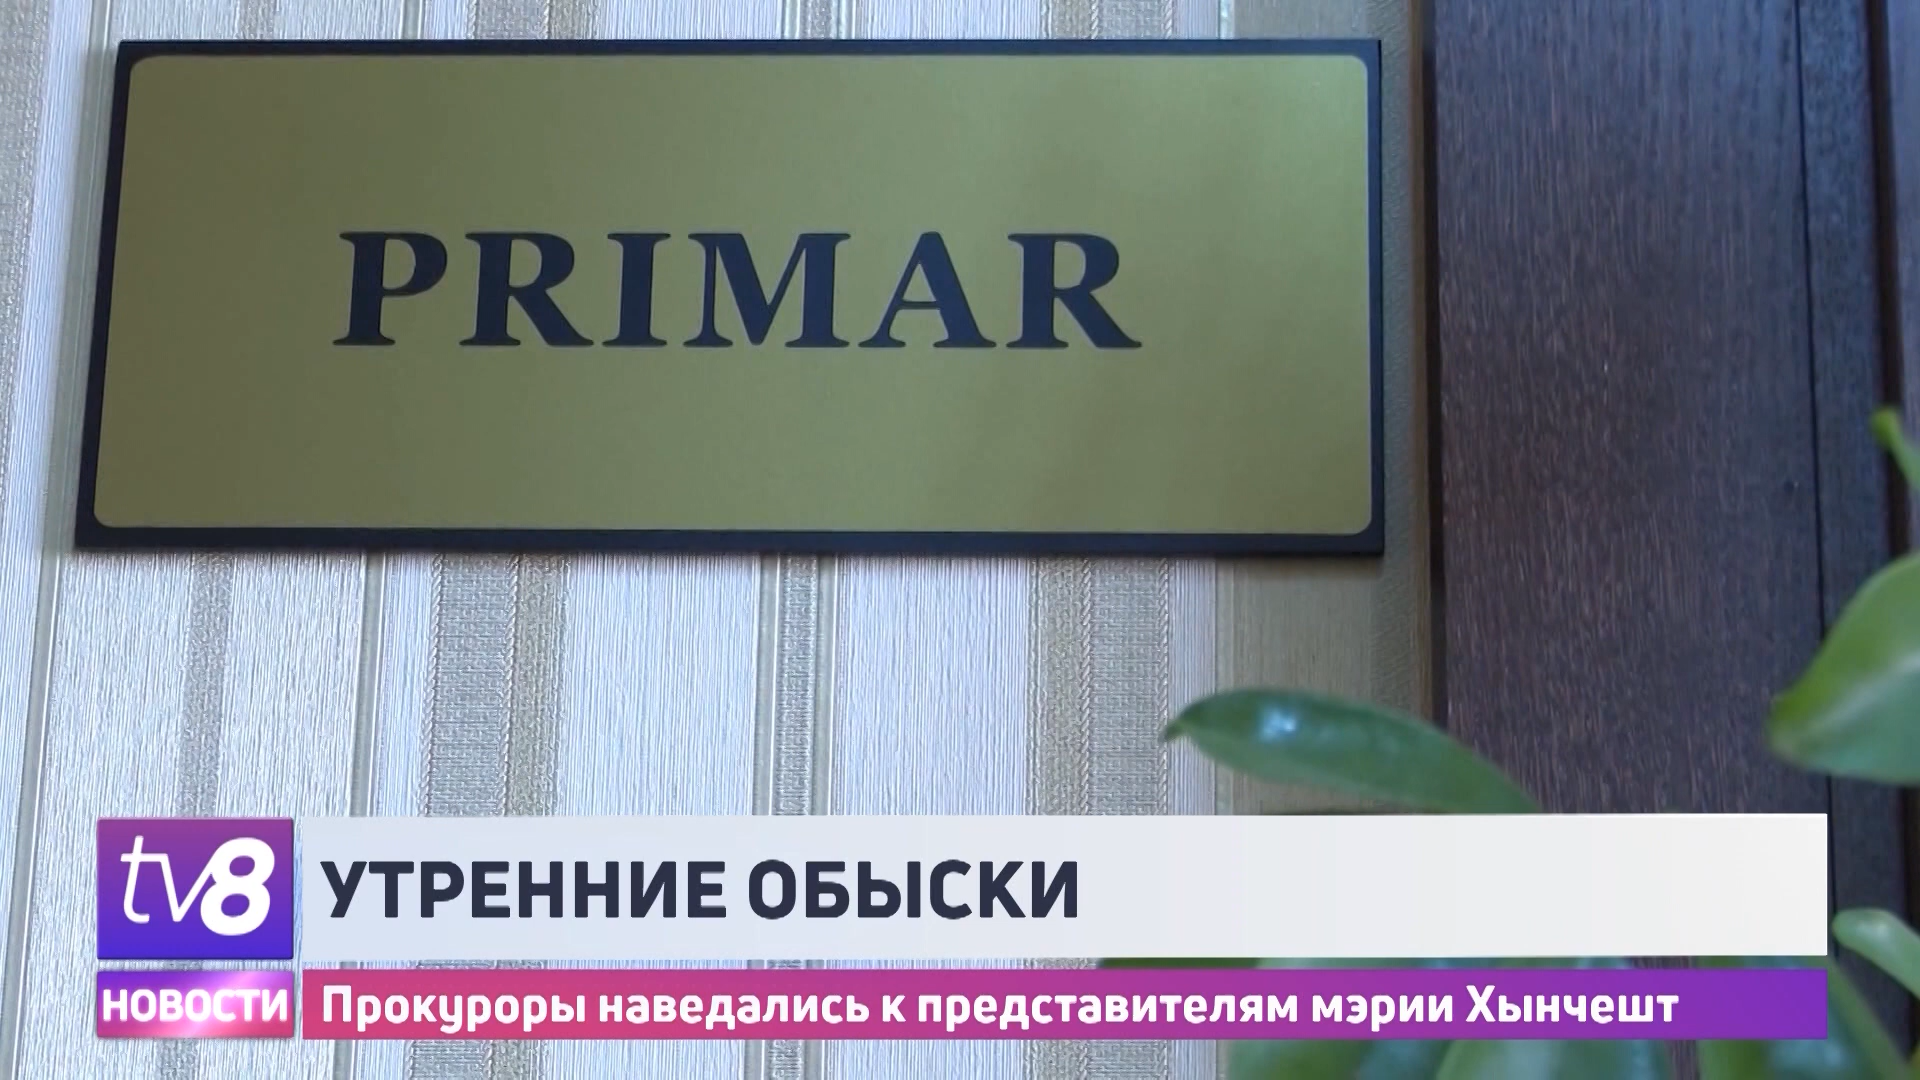 PRIMAR
tv8
УТРЕННИЕ ОБЫСКИ
НОВОСТИ
Прокуроры наведались к представителям мэрии Хынчешт